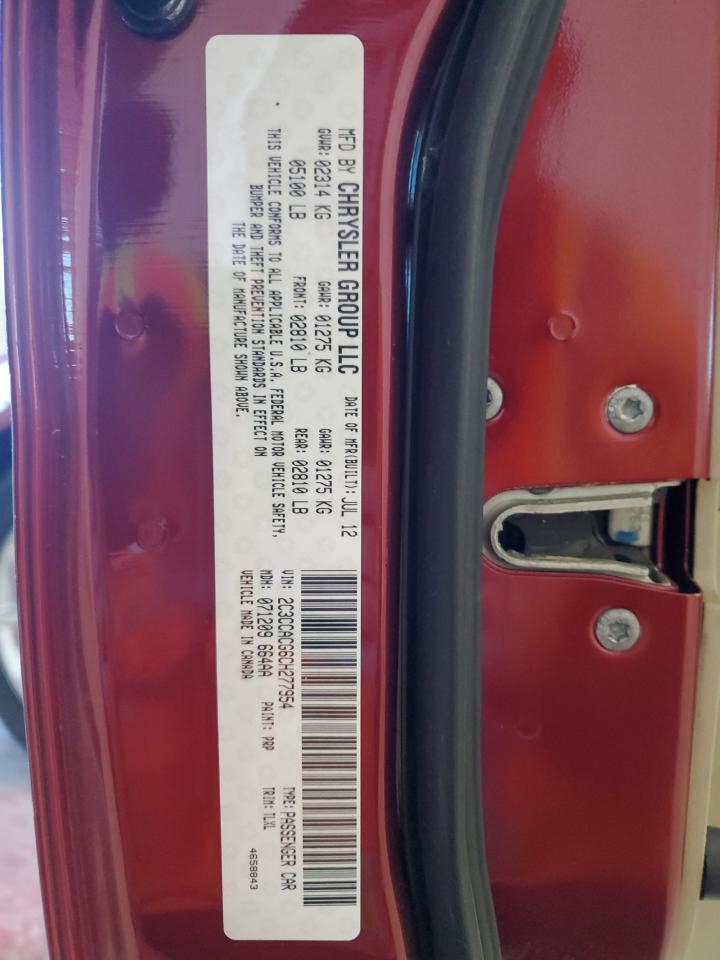 MFD BY CHRYSLER GROUP LLC DATE OF MFR(BUILT): JUL 12
GVWR: 02314 KG GAWR: 01275 KG GAWR: 01275 KG
05100 LB FRONT: 02810 LB REAR: 02810 LB
THIS VEHICLE CONFORMS TO ALL APPLICABLE U.S.A. FEDERAL MOTOR VEHICLE SAFETY,
BUMPER AND THEFT PREVENTION STANDARDS IN EFFECT ON
THE DATE OF MANUFACTURE SHOWN ABOVE.
VIN: 2C3CCACG6CH277954 TYPE: PASSENGER CAR
MDH: 071209 664AA PAINT: PRP TRIM: TLXL
VEHICLE MADE IN CANADA 4658843